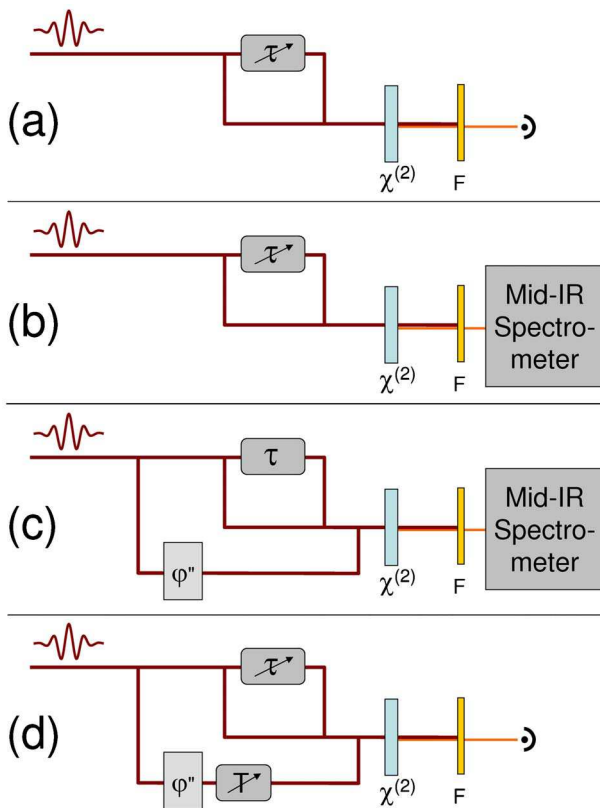 τ
(a)
χ(2)
F
τ
(b)
χ(2)
F
Mid-IR
Spectro-
meter
τ
(c)
φ"
χ(2)
F
Mid-IR
Spectro-
meter
τ
(d)
φ"
T
χ(2)
F